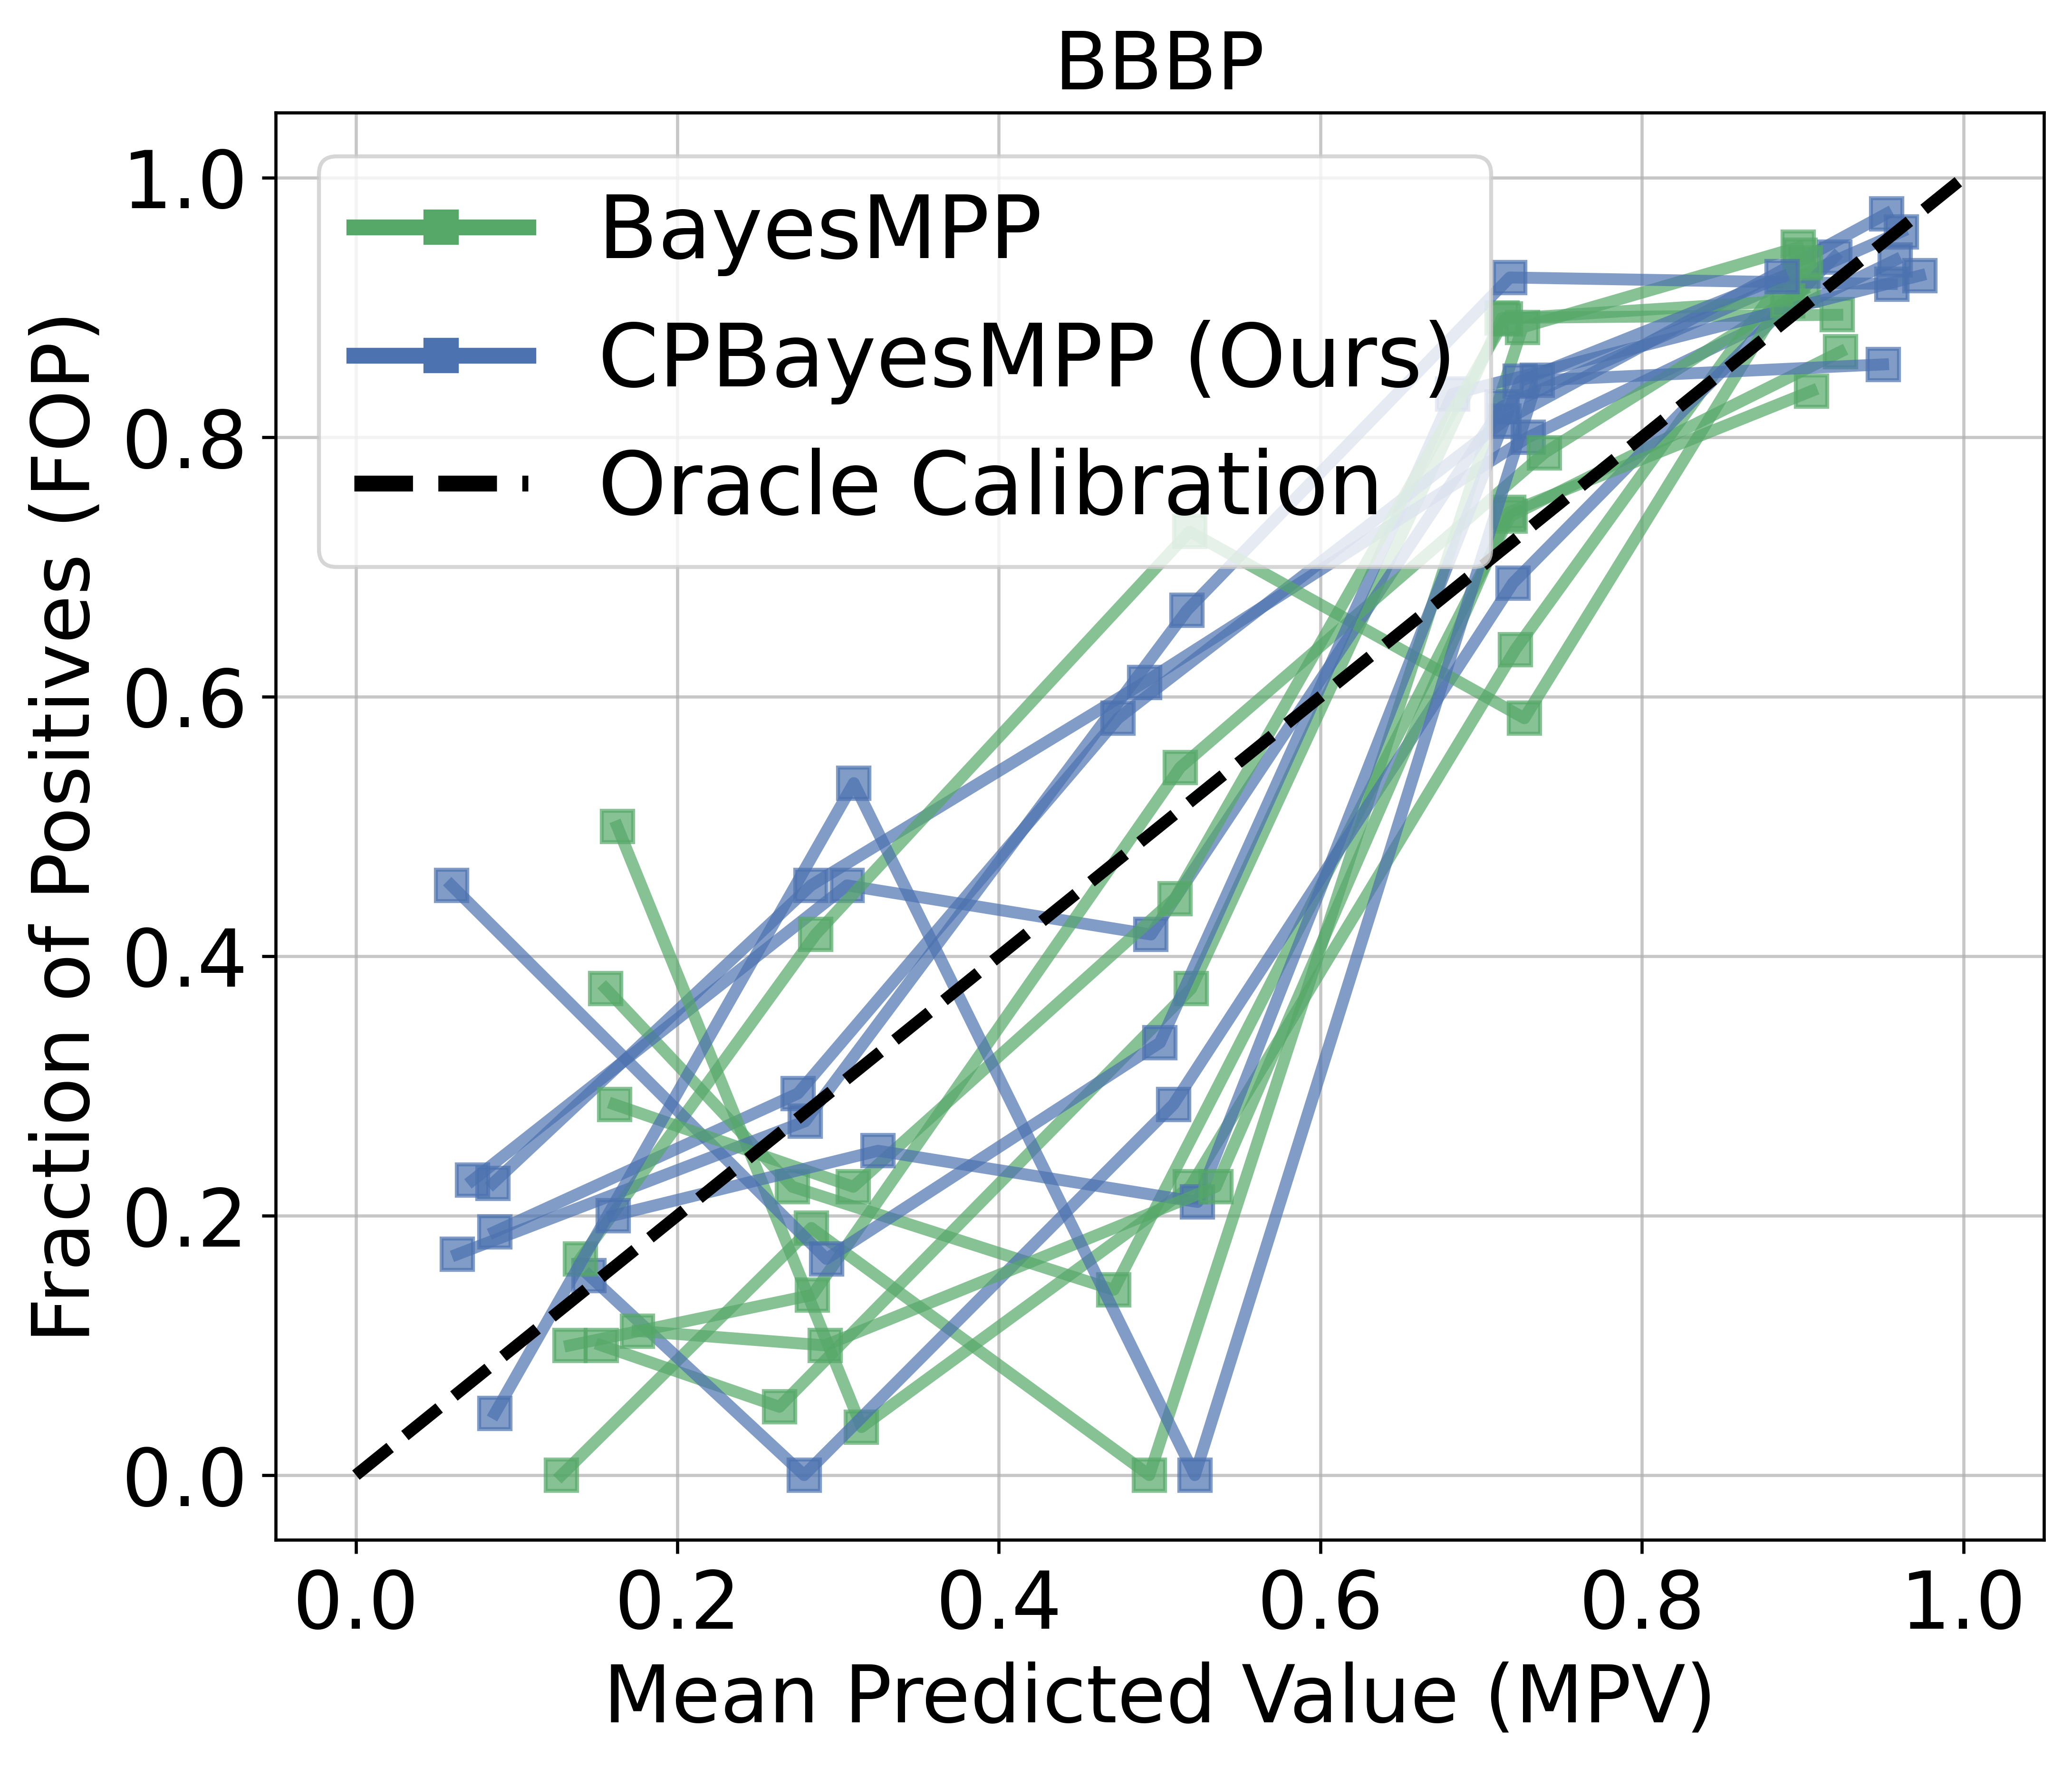 BBBP
Fraction of Positives (FOP)
1.0
0.8
0.6
0.4
0.2
0.0
BayesMPP
CPBayesMPP (Ours)
Oracle Calibration
0.0 0.2 0.4 0.6 0.8 1.0
Mean Predicted Value (MPV)